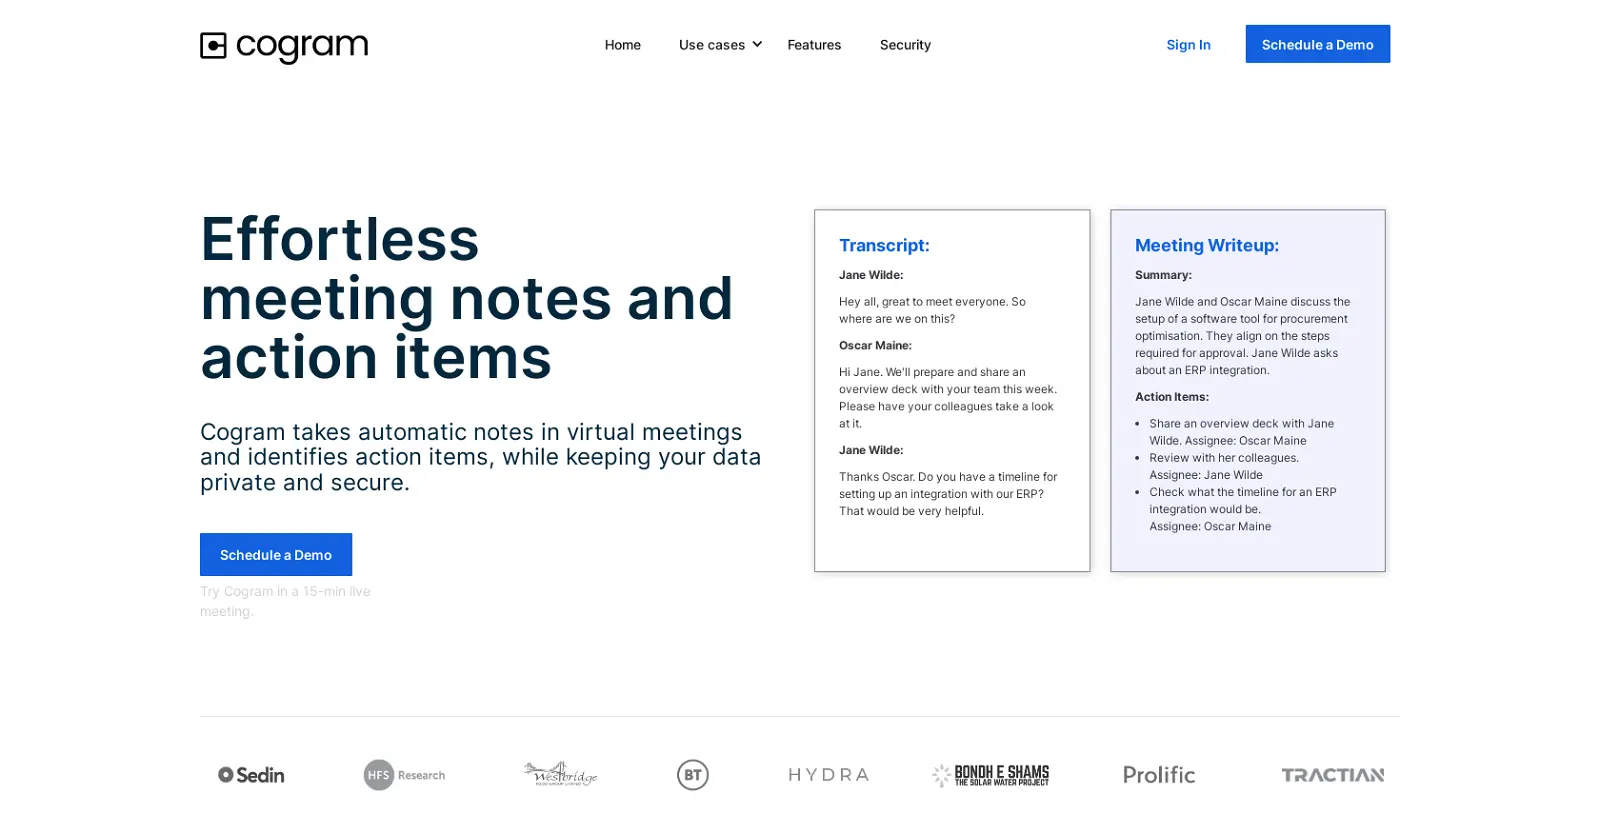 cogram
Home
Use cases
Features
Security
Sign In
Schedule a Demo
Effortless
meeting notes and
action items
Cogram takes automatic notes in virtual meetings
and identifies action items, while keeping your data
private and secure.
Schedule a Demo
Try Cogram in a 15-min live
meeting.
Transcript:
Jane Wilde:
Hey all, great to meet everyone. So
where are we on this?
Oscar Maine:
Hi Jane. We'll prepare and share an
overview deck with your team this week.
Please have your colleagues take a look
at it.
Jane Wilde:
Thanks Oscar. Do you have a timeline for
setting up an integration with our ERP?
That would be very helpful.
Meeting Writeup:
Summary:
Jane Wilde and Oscar Maine discuss the
setup of a software tool for procurement
optimisation. They align on the steps
required for approval. Jane Wilde asks
about an ERP integration.
Action Items:
• Share an overview deck with Jane
Wilde. Assignee: Oscar Maine
• Review with her colleagues.
Assignee: Jane Wilde
• Check what the timeline for an ERP
integration would be.
Assignee: Oscar Maine
Sedin
HFS Research
Westbridge
BT
HYDRA
BONDH E SHAMS
THE SOLAR WATER PROJECT
Prolific
TRACTIAN